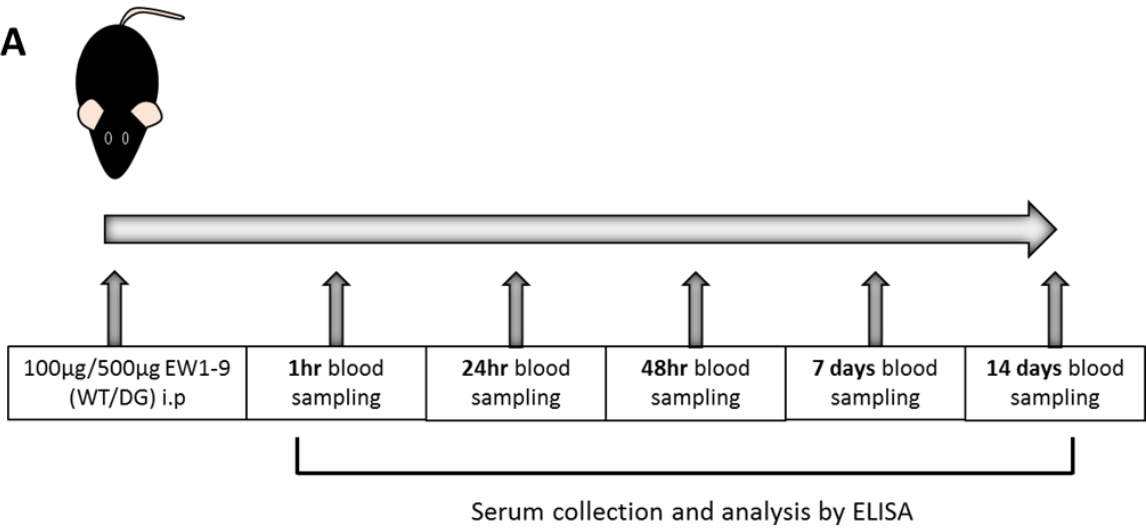 A
100µg/500µg EW1-9
(WT/DG) i.p
1hr blood
sampling
24hr blood
sampling
48hr blood
sampling
7 days blood
sampling
14 days blood
sampling
Serum collection and analysis by ELISA